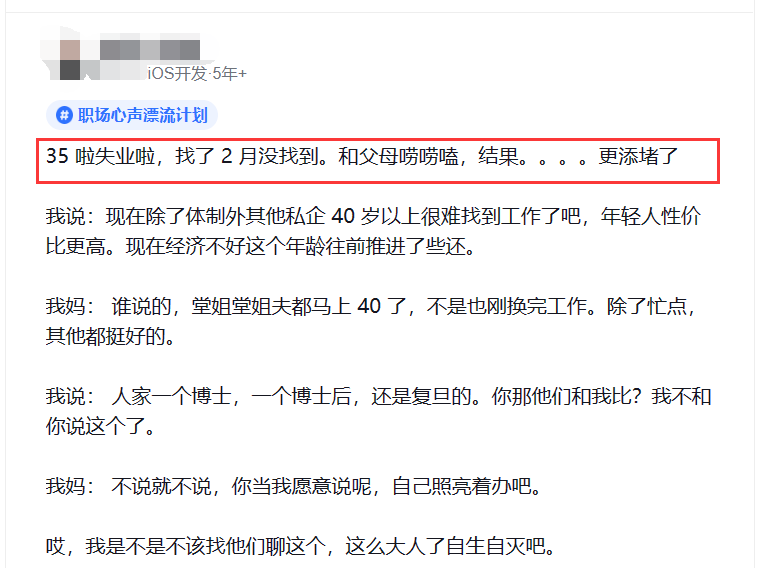 iOS开发·5年+
# 职场心声漂流计划
35 啦失业啦，找了 2 月没找到。和父母唠唠嗑，结果。。。。更添堵了
我说：现在除了体制外其他私企 40 岁以上很难找到工作了吧，年轻人性价
比更高。现在经济不好这个年龄往前推进了些还。
我妈： 谁说的，堂姐堂姐夫都马上 40 了，不是也刚换完工作。除了忙点，
其他都挺好的。
我说： 人家一个博士，一个博士后，还是复旦的。你那他们和我比？我不和
你说这个了。
我妈： 不说就不说，你当我愿意说呢，自己照亮着办吧。
哎，我是不是不该找他们聊这个，这么大人了自生自灭吧。